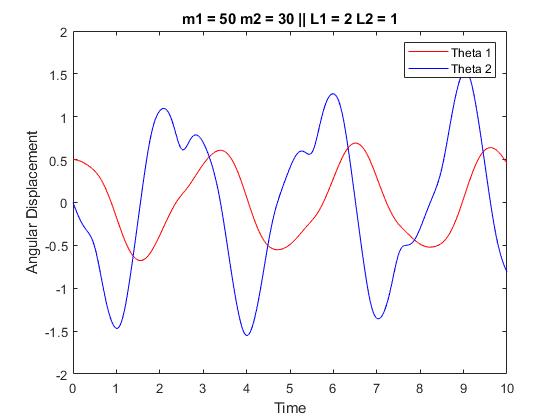 m1 = 50 m2 = 30 || L1 = 2 L2 = 1
Theta 1
Theta 2
2
1.5
1
0.5
0
-0.5
-1
-1.5
-2
Angular Displacement
0 1 2 3 4 5 6 7 8 9 10
Time